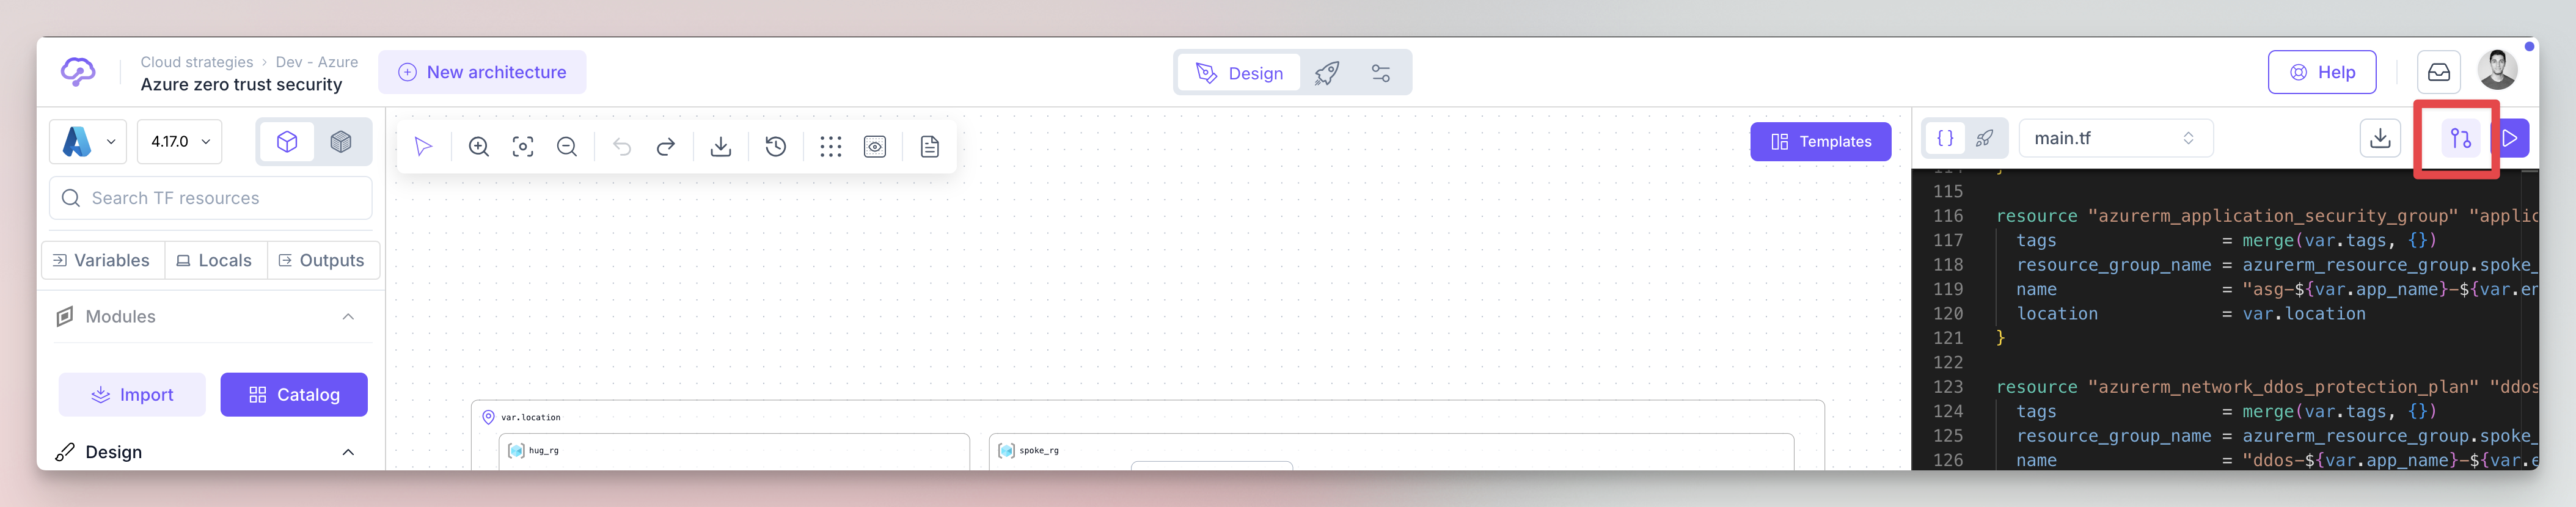 Cloud strategies > Dev - Azure
Azure zero trust security
New architecture
Design
Help
4.17.0
Search TF resources
Variables
Locals
Outputs
Modules
Import
Catalog
Design
Templates
var.location
hug_rg
spoke_rg
{}
main.tf
114 }
115
116 resource "azurerm_application_security_group" "applic
117 tags = merge(var.tags, {})
118 resource_group_name = azurerm_resource_group.spoke_
119 name = "asg-${var.app_name}-${var.en
120 location = var.location
121 }
122
123 resource "azurerm_network_ddos_protection_plan" "ddos
124 tags = merge(var.tags, {})
125 resource_group_name = azurerm_resource_group.spoke_
126 name = "ddos-${var.app_name}-${var.e